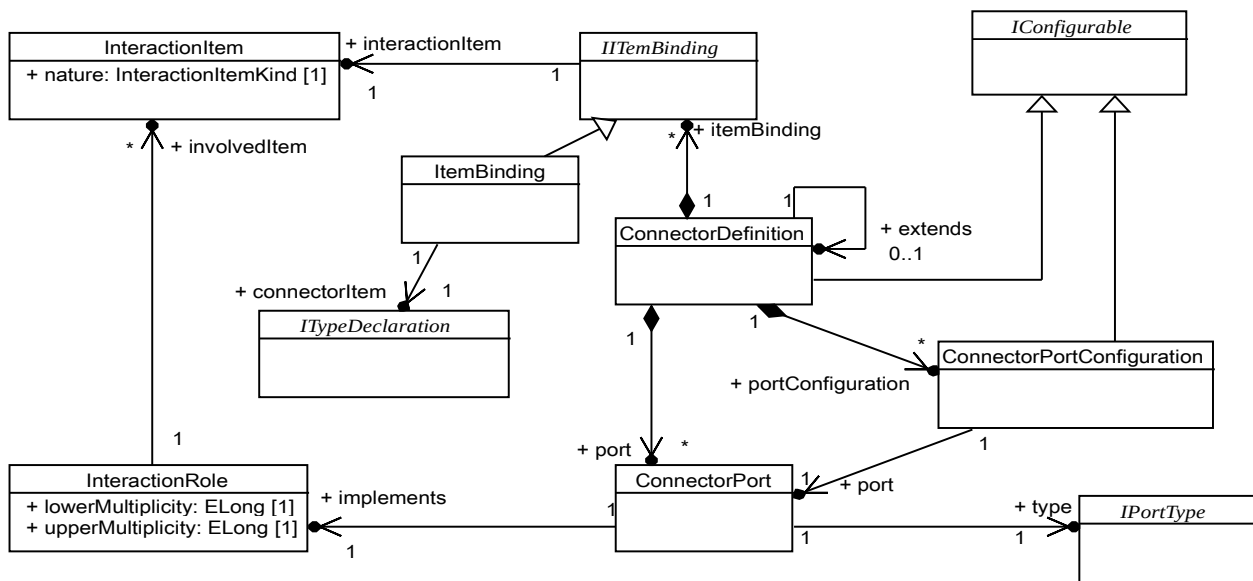 IConfigurable
InteractionItem
+ nature: InteractionItemKind [1]
+ interactionItem
1
1
IITemBinding
* + involvedItem
ItemBinding
* + itemBinding
1
1
ConnectorDefinition
+ extends
0..1
1
+ connectorItem
1
ITypeDeclaration
1
1
*
+ portConfiguration
ConnectorPortConfiguration
1
1
InteractionRole
+ lowerMultiplicity: ELong [1]
+ upperMultiplicity: ELong [1]
+ implements
1
1
+ port
*
ConnectorPort
1
+ port
+ type
1
1
IPortType